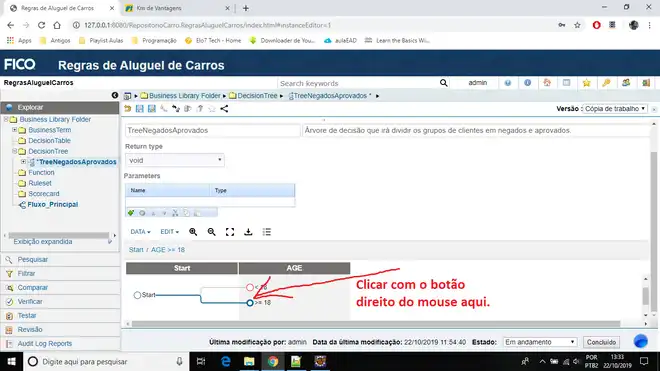 Regras de Aluguel de Carros
Km de Vantagens
127.0.0.1:8080/RepositorioCarro.RegrasAluguelCarros/index.html#instanceEditor=1
Apps
Bookmarks
Antigos
Playlist Aulas
Programação
Elo7 Tech - Home
Calendar of You
aulaEAD
Learn the Basics Wi...
FICO
Regras de Aluguel de Carros
RegrasAluguelCarros
Search keywords
admin
Explorar
Business Library Folder
DecisionTree
TreeNegadosAprovados *
Versão :
Cópia de trabalho
Business Library Folder
BusinessTerm
DecisionTable
DecisionTree
*TreeNegadosAprovados
Function
Ruleset
Scorecard
Fluxo_Principal
Exibição expandida
Pesquisar
Filtrar
Comparar
Verificar
Testar
Revisão
Audit Log Reports
TreeNegadosAprovados
Árvore de decisão que irá dividir os grupos de clientes em negados e aprovados.
Return type
void
Parameters
Name
Type
DATA
EDIT
Start / AGE >= 18
Start
AGE
Start
< 18
>= 18
Clicar com o botão
direito do mouse aqui.
Última modificação por: admin
Data da última modificação: 22/10/2019 11:54:40
Estado:
Em andamento
Concluído
Digite aqui para pesquisar
POR
PTB2
13:33
22/10/2019